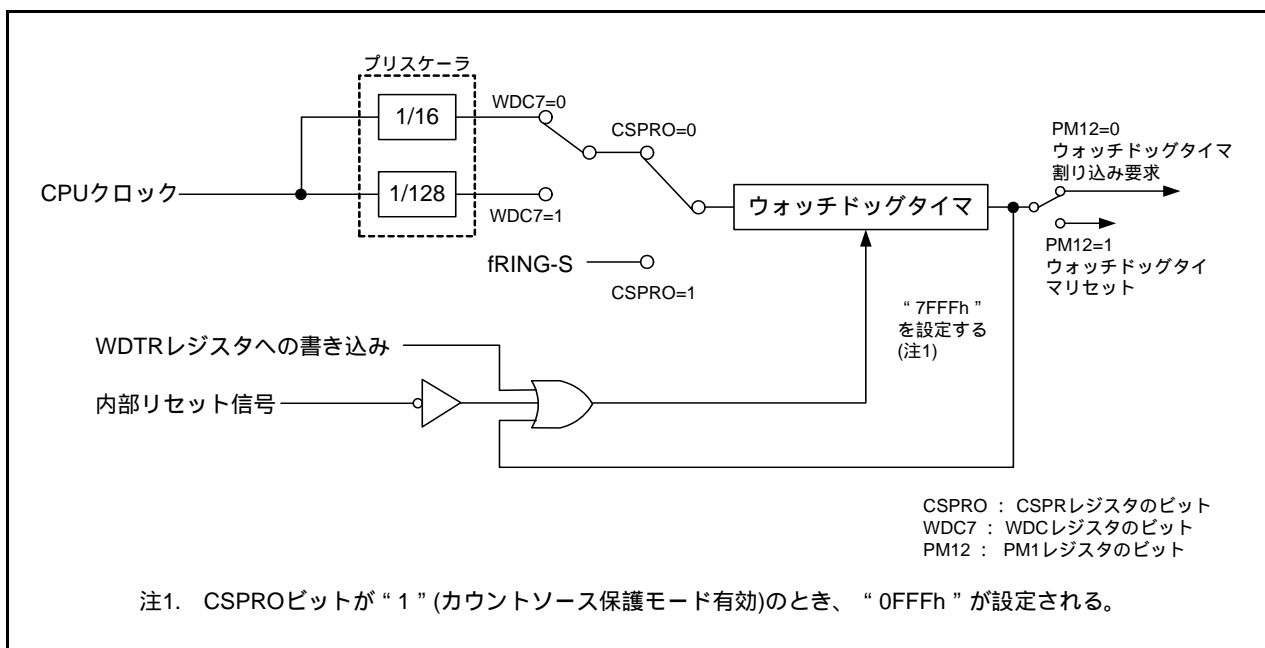 プリスケーラ
1/16
WDC7=0
CSPRO=0
PM12=0
ウォッチドッグタイマ
割り込み要求
CPUクロック
1/128
WDC7=1
ウォッチドッグタイマ
fRING-S
CSPRO=1
PM12=1
ウォッチドッグタイ
マリセット
“ 7FFFh ”
を設定する
(注1)
WDTRレジスタへの書き込み
内部リセット信号
CSPRO : CSPRレジスタのビット
WDC7 : WDCレジスタのビット
PM12 : PM1レジスタのビット
注1. CSPROビットが “ 1 ” (カウントソース保護モード有効)のとき、 “ 0FFFh ” が設定される。